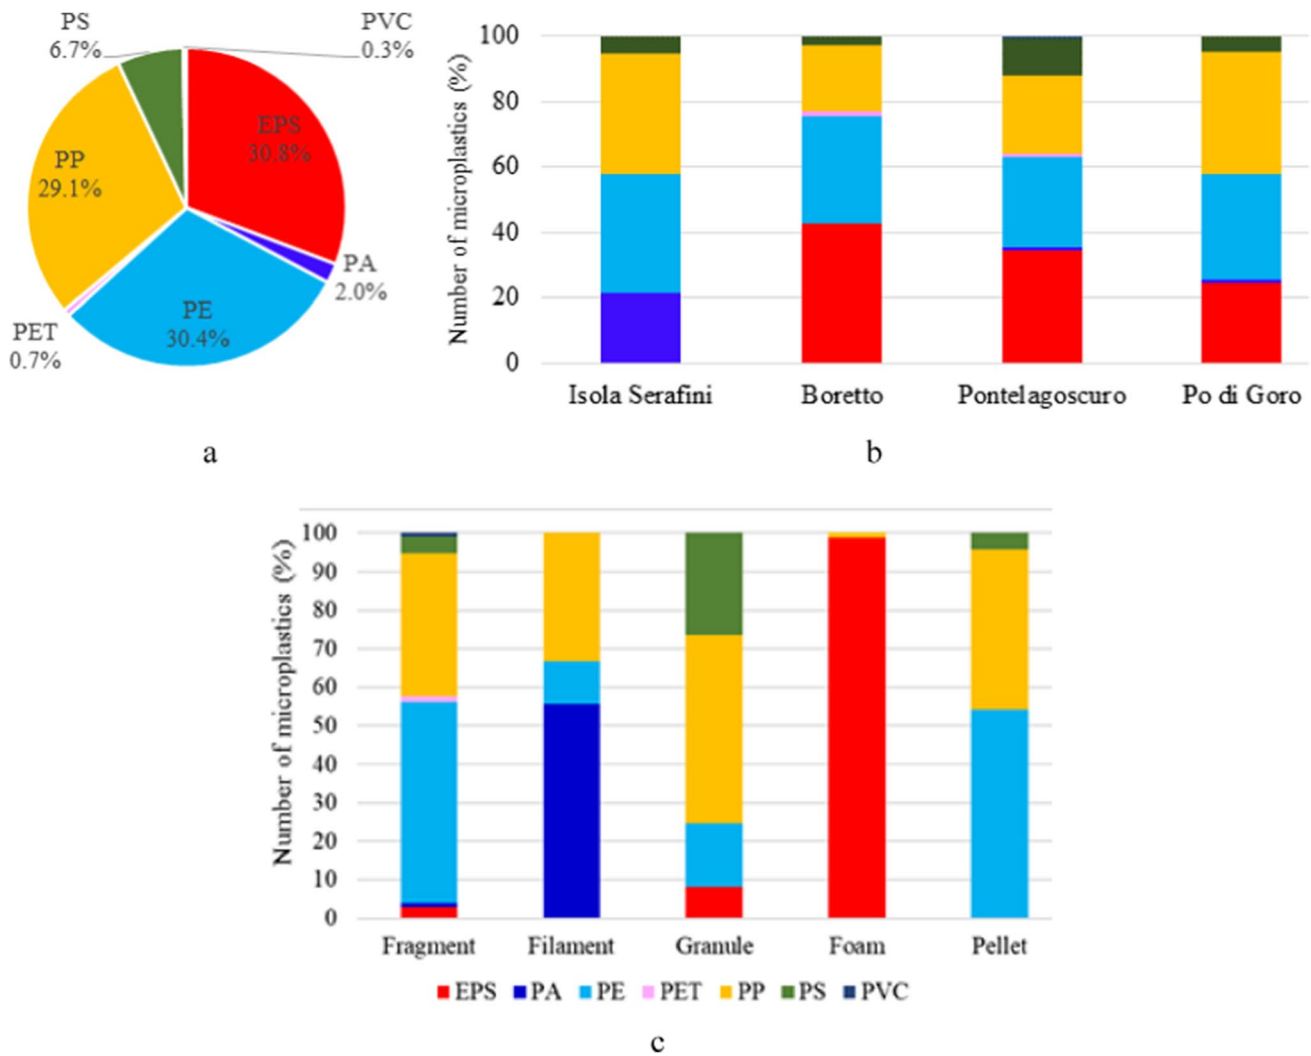 PS
6.7%
PVC
0.3%
EPS
30.8%
PP
29.1%
PA
2.0%
PE
30.4%
PET
0.7%
a
Number of microplastics (%)
100
80
60
40
20
0
Isola Serafini Boretto Pontelagoscuro Po di Goro
b
Number of microplastics (%)
100
90
80
70
60
50
40
30
20
10
0
Fragment Filament Granule Foam Pellet
EPS PA PE PET PP PS PVC
c